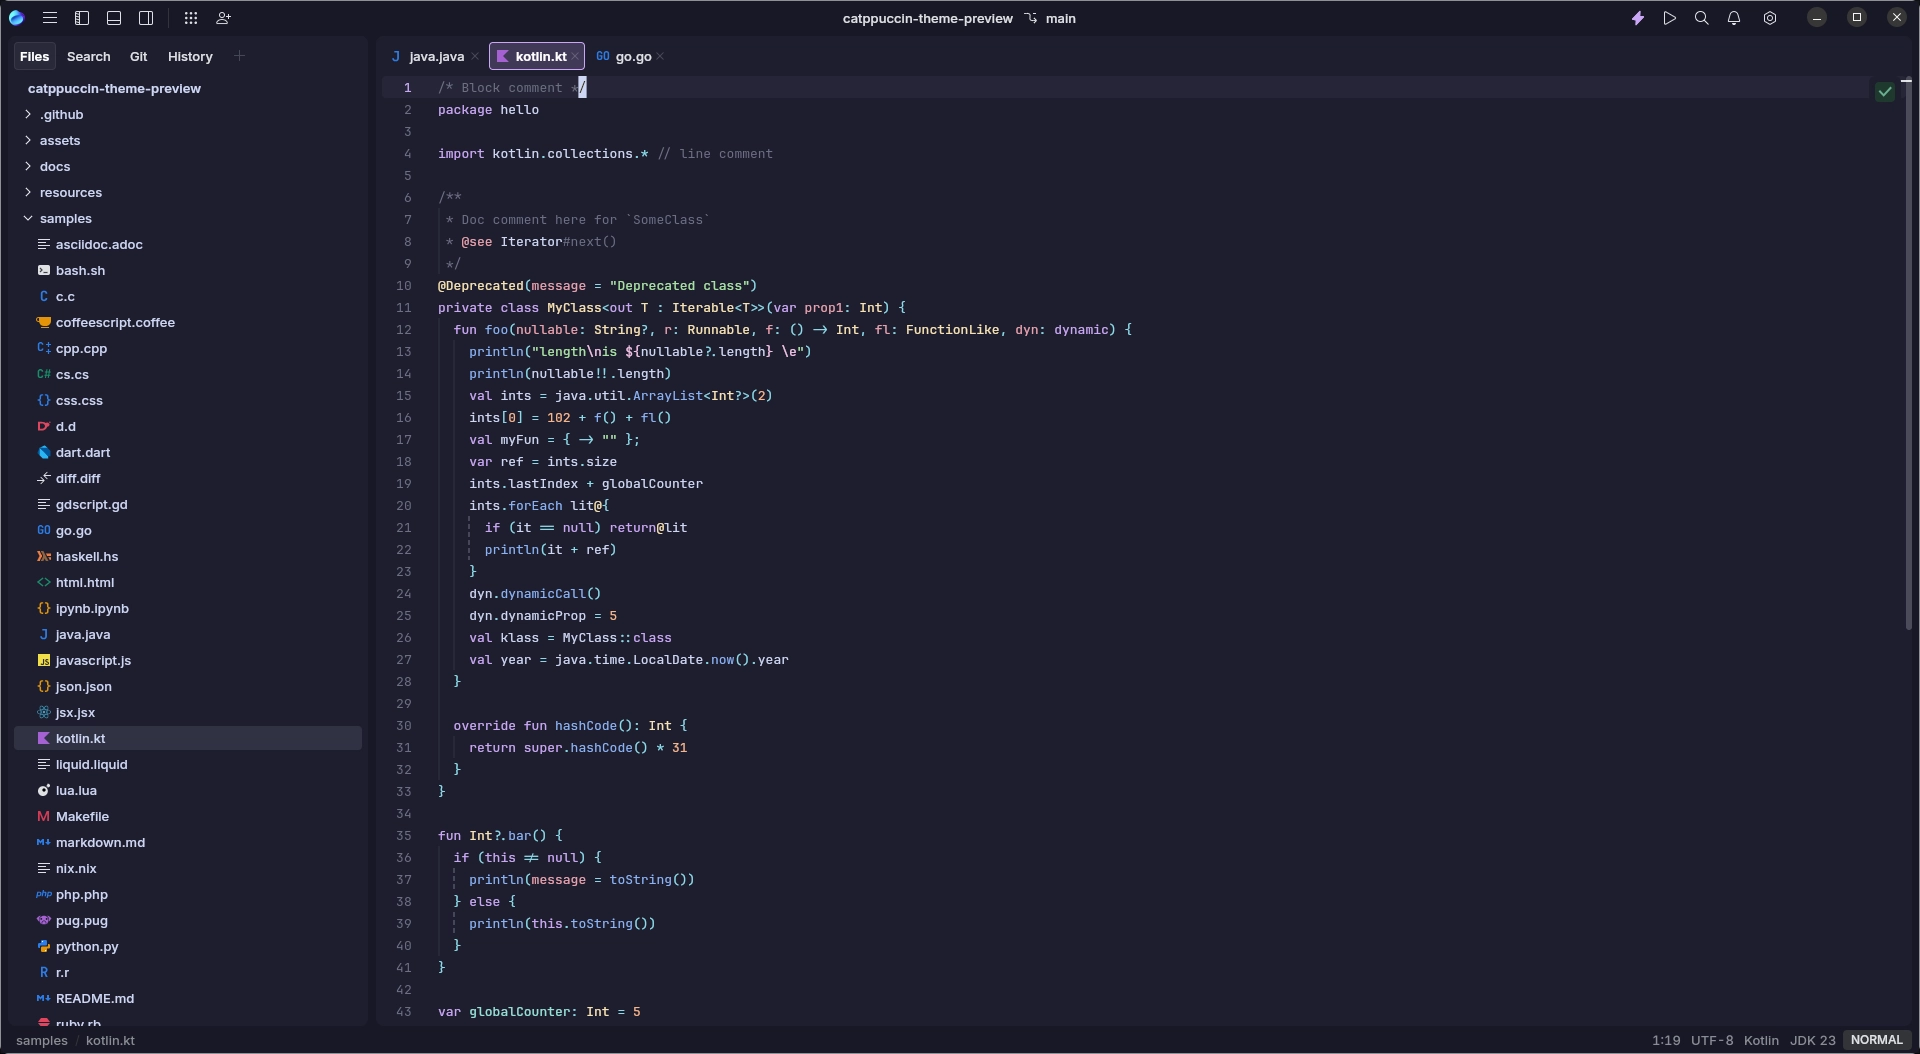 catppuccin-theme-preview main
Files Search Git History
java.java kotlin.kt GO go.go
catppuccin-theme-preview
.github
assets
docs
resources
samples
asciidoc.adoc
bash.sh
C c.c
coffeescript.coffee
cpp.cpp
C# cs.cs
{} css.css
d.d
dart.dart
diff.diff
gdscript.gd
GO go.go
haskell.hs
<> html.html
{} ipynb.ipynb
J java.java
JS javascript.js
{} json.json
jsx.jsx
kotlin.kt
liquid.liquid
lua.lua
M Makefile
M↓ markdown.md
nix.nix
php php.php
pug.pug
python.py
R r.r
M↓ README.md
ruby.rb
1 /* Block comment */
2 package hello
3
4 import kotlin.collections.* // line comment
5
6 /**
7 * Doc comment here for `SomeClass`
8 * @see Iterator#next()
9 */
10 @Deprecated(message = "Deprecated class")
11 private class MyClass<out T : Iterable<T>>(var prop1: Int) {
12 fun foo(nullable: String?, r: Runnable, f: () -> Int, fl: FunctionLike, dyn: dynamic) {
13 println("length\nis ${nullable?.length} \e")
14 println(nullable!!.length)
15 val ints = java.util.ArrayList<Int?>(2)
16 ints[0] = 102 + f() + fl()
17 val myFun = { -> "" };
18 var ref = ints.size
19 ints.lastIndex + globalCounter
20 ints.forEach lit@{
21 if (it == null) return@lit
22 println(it + ref)
23 }
24 dyn.dynamicCall()
25 dyn.dynamicProp = 5
26 val klass = MyClass::class
27 val year = java.time.LocalDate.now().year
28 }
29
30 override fun hashCode(): Int {
31 return super.hashCode() * 31
32 }
33 }
34
35 fun Int?.bar() {
36 if (this != null) {
37 println(message = toString())
38 } else {
39 println(this.toString())
40 }
41 }
42
43 var globalCounter: Int = 5
samples / kotlin.kt
1:19 UTF-8 Kotlin JDK 23 NORMAL